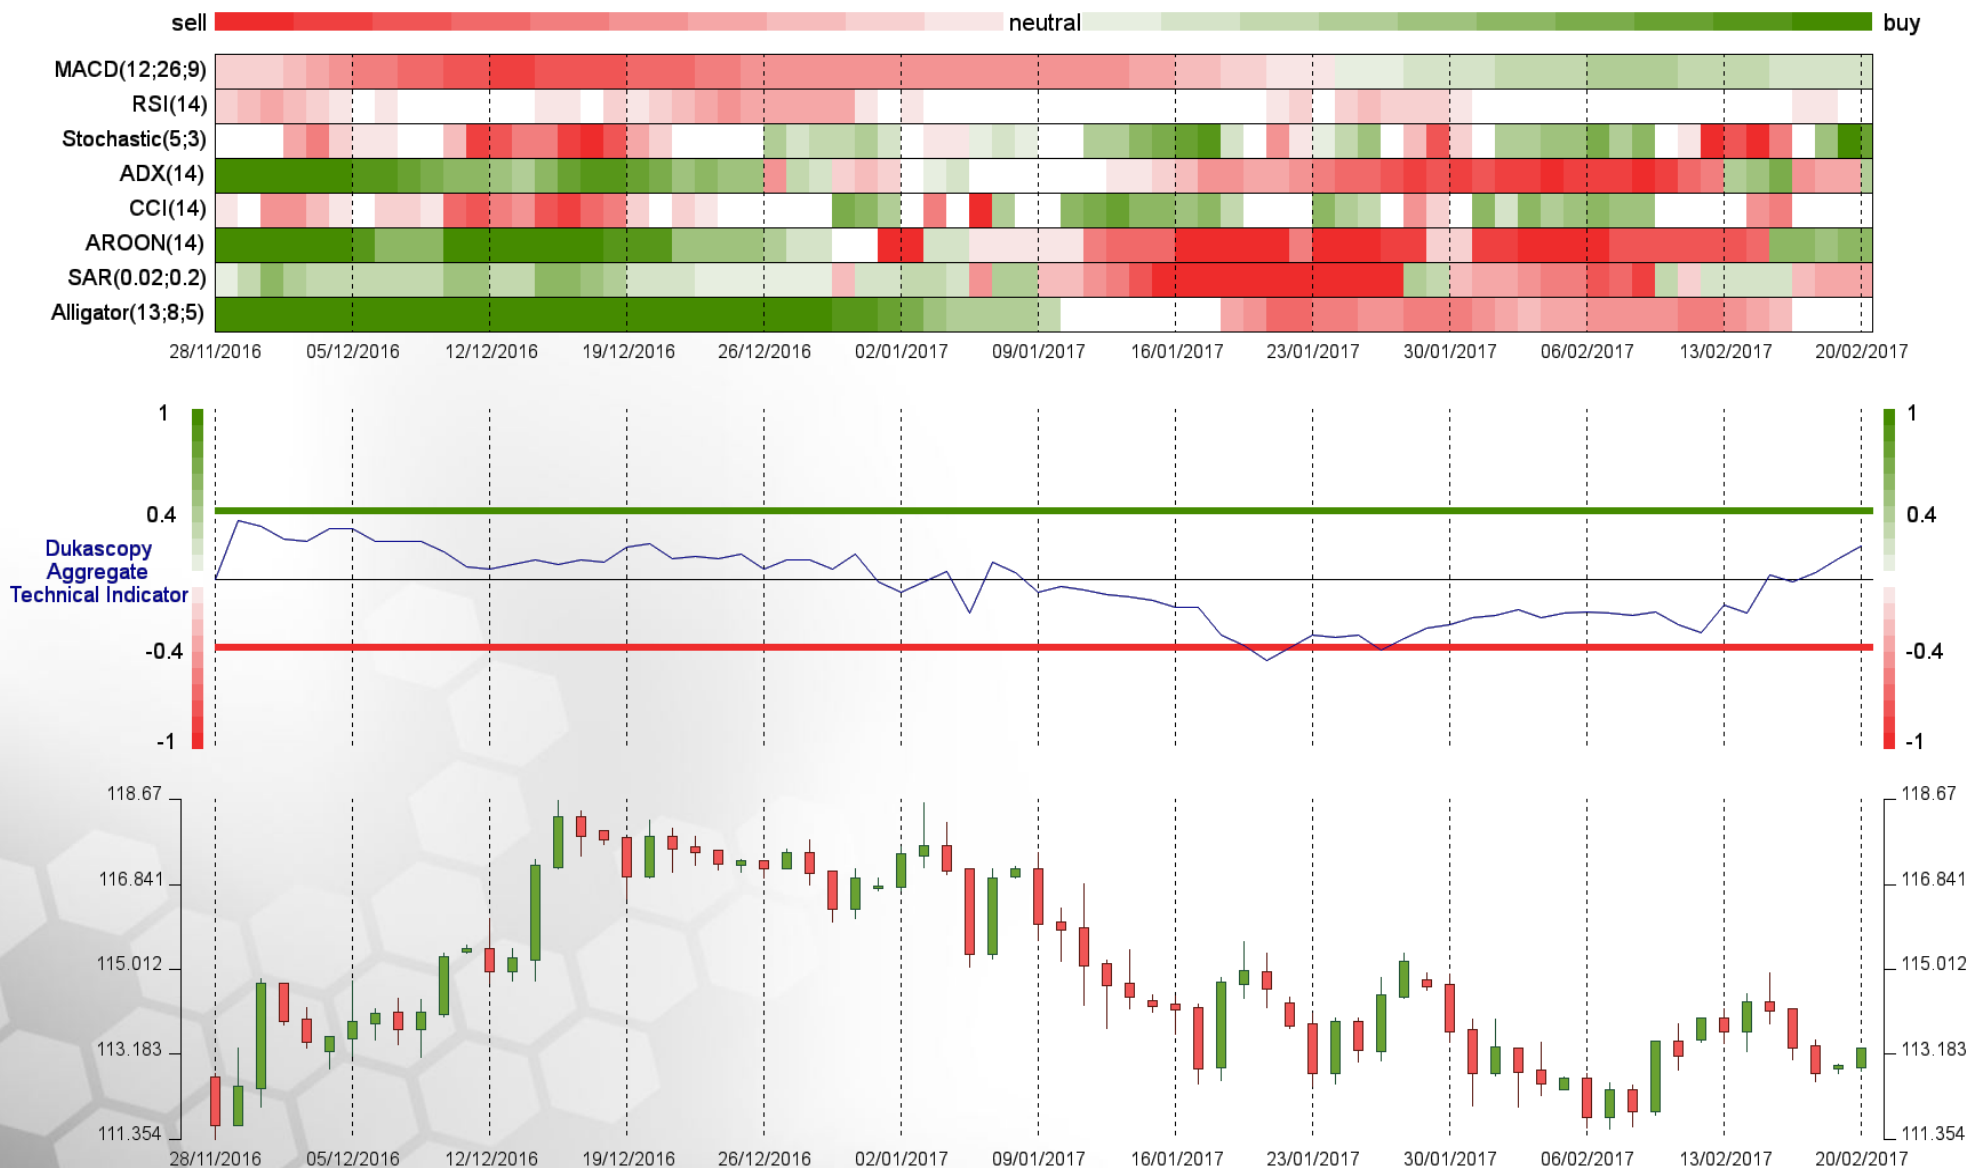 sell neutral buy
MACD(12;26;9)
RSI(14)
Stochastic(5;3)
ADX(14)
CCI(14)
AROON(14)
SAR(0.02;0.2)
Alligator(13;8;5)
28/11/2016 05/12/2016 12/12/2016 19/12/2016 26/12/2016 02/01/2017 09/01/2017 16/01/2017 23/01/2017 30/01/2017 06/02/2017 13/02/2017 20/02/2017
1 1
0.4 0.4
Dukascopy
Aggregate
Technical Indicator
-0.4 -0.4
-1 -1
118.67 118.67
116.841 116.841
115.012 115.012
113.183 113.183
111.354 111.354
28/11/2016 05/12/2016 12/12/2016 19/12/2016 26/12/2016 02/01/2017 09/01/2017 16/01/2017 23/01/2017 30/01/2017 06/02/2017 13/02/2017 20/02/2017